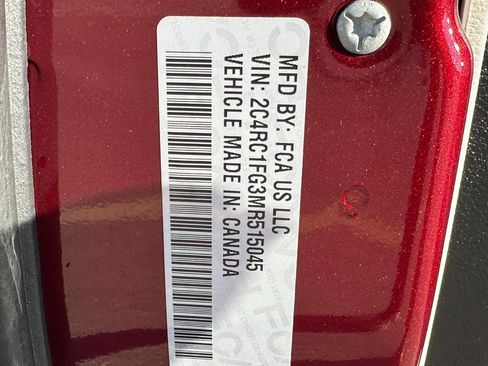 MFD BY: FCA US LLC
VIN: 2C4RC1FG3MR515045
VEHICLE MADE IN: CANADA